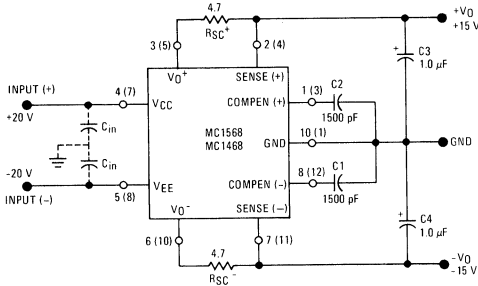 4.7
RSC+
+VO
+15 V
3 (5)
2 (4)
VO+
SENSE (+)
C3
1.0 μF
+
INPUT (+)
+20 V
4 (7)
VCC
COMPEN (+)
1 (3)
C2
1500 pF
Cin
MC1568
MC1468
GND
10 (1)
GND
Cin
COMPEN (−)
8 (12)
C1
1500 pF
-20 V
INPUT (−)
5 (8)
VEE
VO-
SENSE (−)
+
C4
1.0 μF
6 (10)
7 (11)
4.7
RSC-
-VO
-15 V